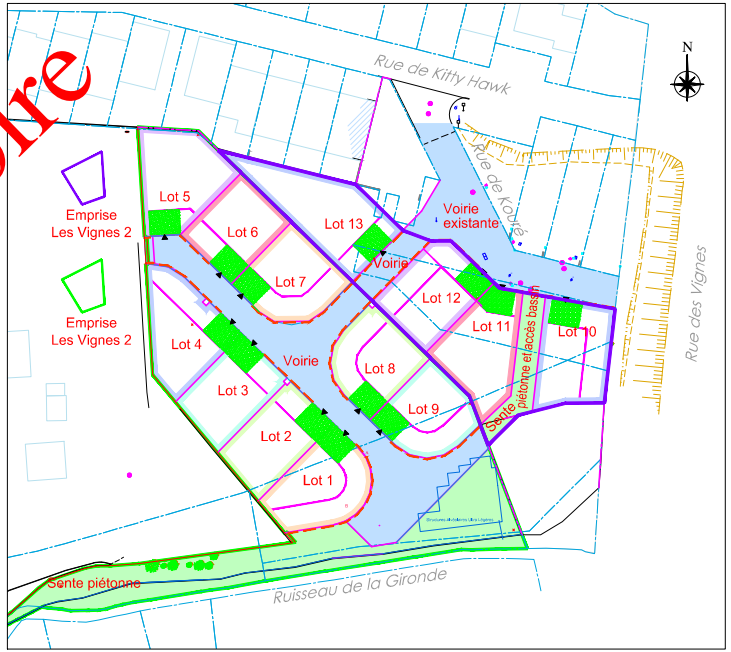 Rue de Kitty Hawk
N
oire
Rue de Kouré
Lot 5
Emprise
Les Vignes 2
Lot 6
Lot 13
Voirie
existante
Lot 7
Voirie
Rue des Vignes
Emprise
Les Vignes 2
Lot 12
Lot 11
Lot 10
Lot 4
Voirie
Lot 8
Lot 3
Lot 9
Sente
piétonne et accès bassin
Lot 2
Lot 1
Sente piétonne
Ruisseau de la Gironde